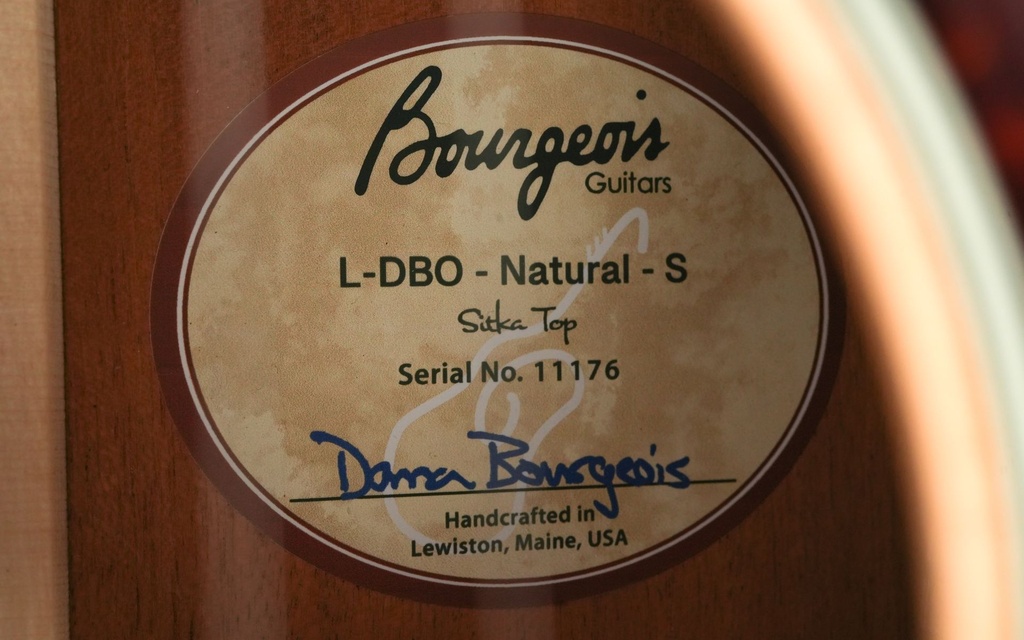 Bourgeois
Guitars
L-DBO - Natural - S
Sitka Top
Serial No. 11176
Dana Bourgeois
Handcrafted in
Lewiston, Maine, USA